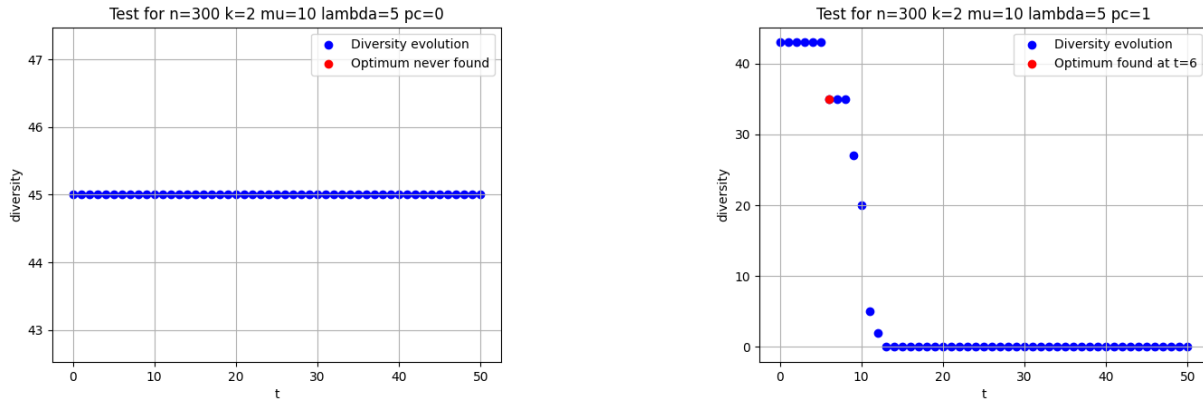 Test for n=300 k=2 mu=10 lambda=5 pc=0
Diversity evolution
Optimum never found
47
46
45
44
43
diversity
0
10
20
30
40
50
t
Test for n=300 k=2 mu=10 lambda=5 pc=1
Diversity evolution
Optimum found at t=6
40
30
20
10
0
diversity
0
10
20
30
40
50
t